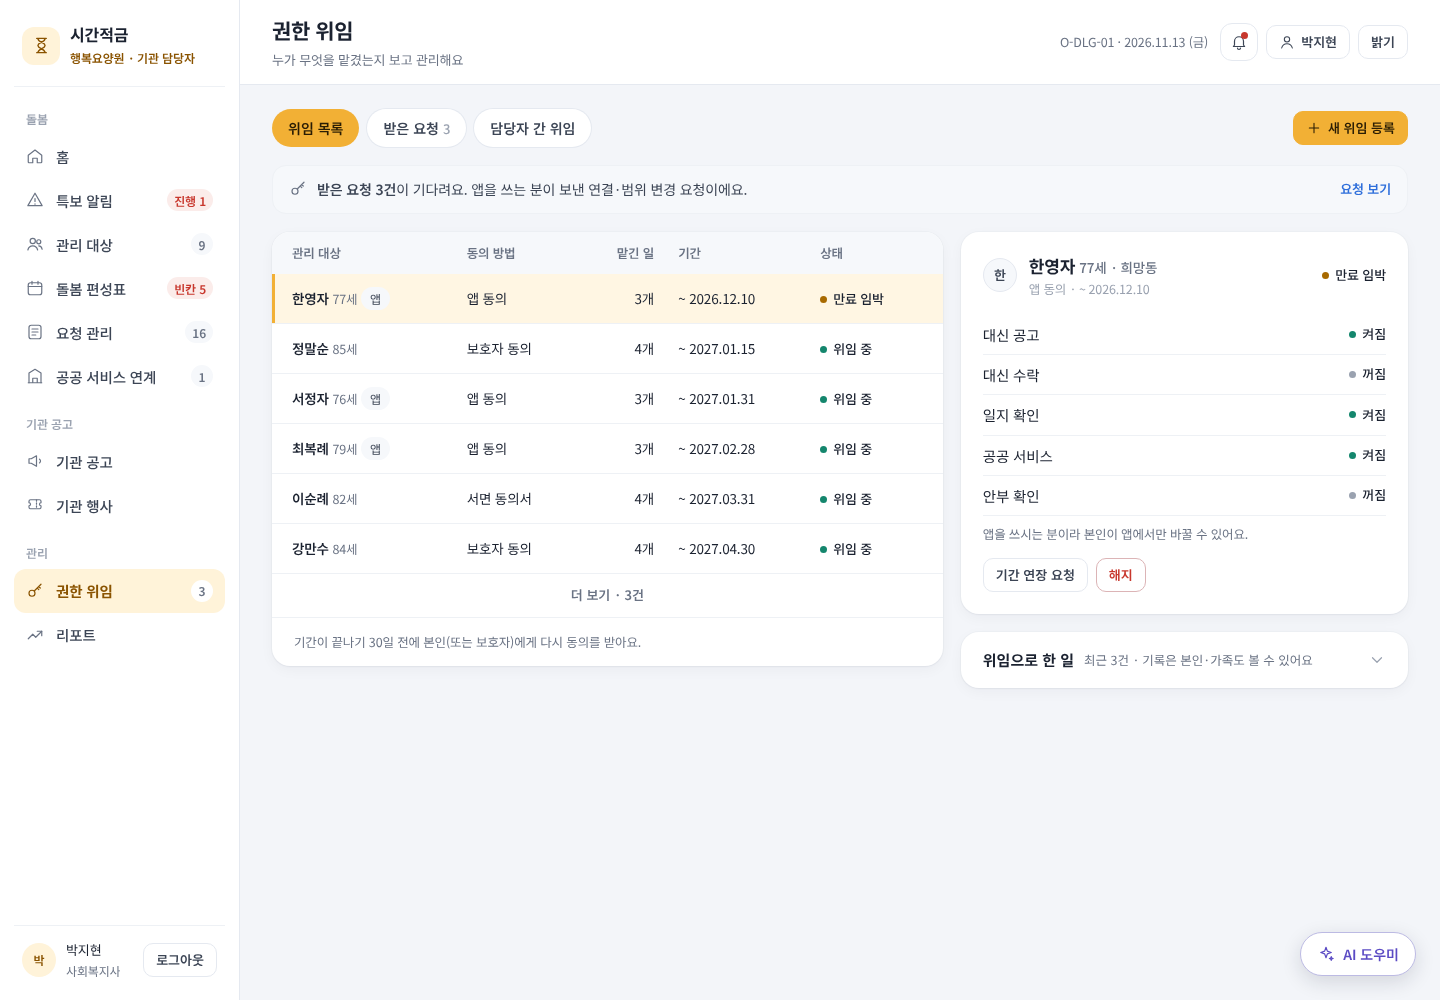 시간적금
행복요양원 · 기관 담당자
돌봄
홈
특보 알림 진행 1
관리 대상 9
돌봄 편성표 빈칸 5
요청 관리 16
공공 서비스 연계 1
기관 공고
기관 공고
기관 행사
관리
권한 위임 3
리포트
박
박지현
사회복지사
로그아웃
권한 위임
누가 무엇을 맡겼는지 보고 관리해요
O-DLG-01 · 2026.11.13 (금)
박지현
밝기
위임 목록
받은 요청 3
담당자 간 위임
새 위임 등록
받은 요청 3건이 기다려요. 앱을 쓰는 분이 보낸 연결·범위 변경 요청이에요.
요청 보기
관리 대상 동의 방법 맡긴 일 기간 상태
한영자 77세 앱 앱 동의 3개 ~ 2026.12.10 만료 임박
정말순 85세 보호자 동의 4개 ~ 2027.01.15 위임 중
서정자 76세 앱 앱 동의 3개 ~ 2027.01.31 위임 중
최복례 79세 앱 앱 동의 3개 ~ 2027.02.28 위임 중
이순례 82세 서면 동의서 4개 ~ 2027.03.31 위임 중
강만수 84세 보호자 동의 4개 ~ 2027.04.30 위임 중
더 보기 · 3건
기간이 끝나기 30일 전에 본인(또는 보호자)에게 다시 동의를 받아요.
한
한영자 77세 · 희망동
앱 동의 · ~ 2026.12.10
만료 임박
대신 공고 켜짐
대신 수락 꺼짐
일지 확인 켜짐
공공 서비스 켜짐
안부 확인 꺼짐
앱을 쓰시는 분이라 본인이 앱에서만 바꿀 수 있어요.
기간 연장 요청
해지
위임으로 한 일 최근 3건 · 기록은 본인·가족도 볼 수 있어요
AI 도우미